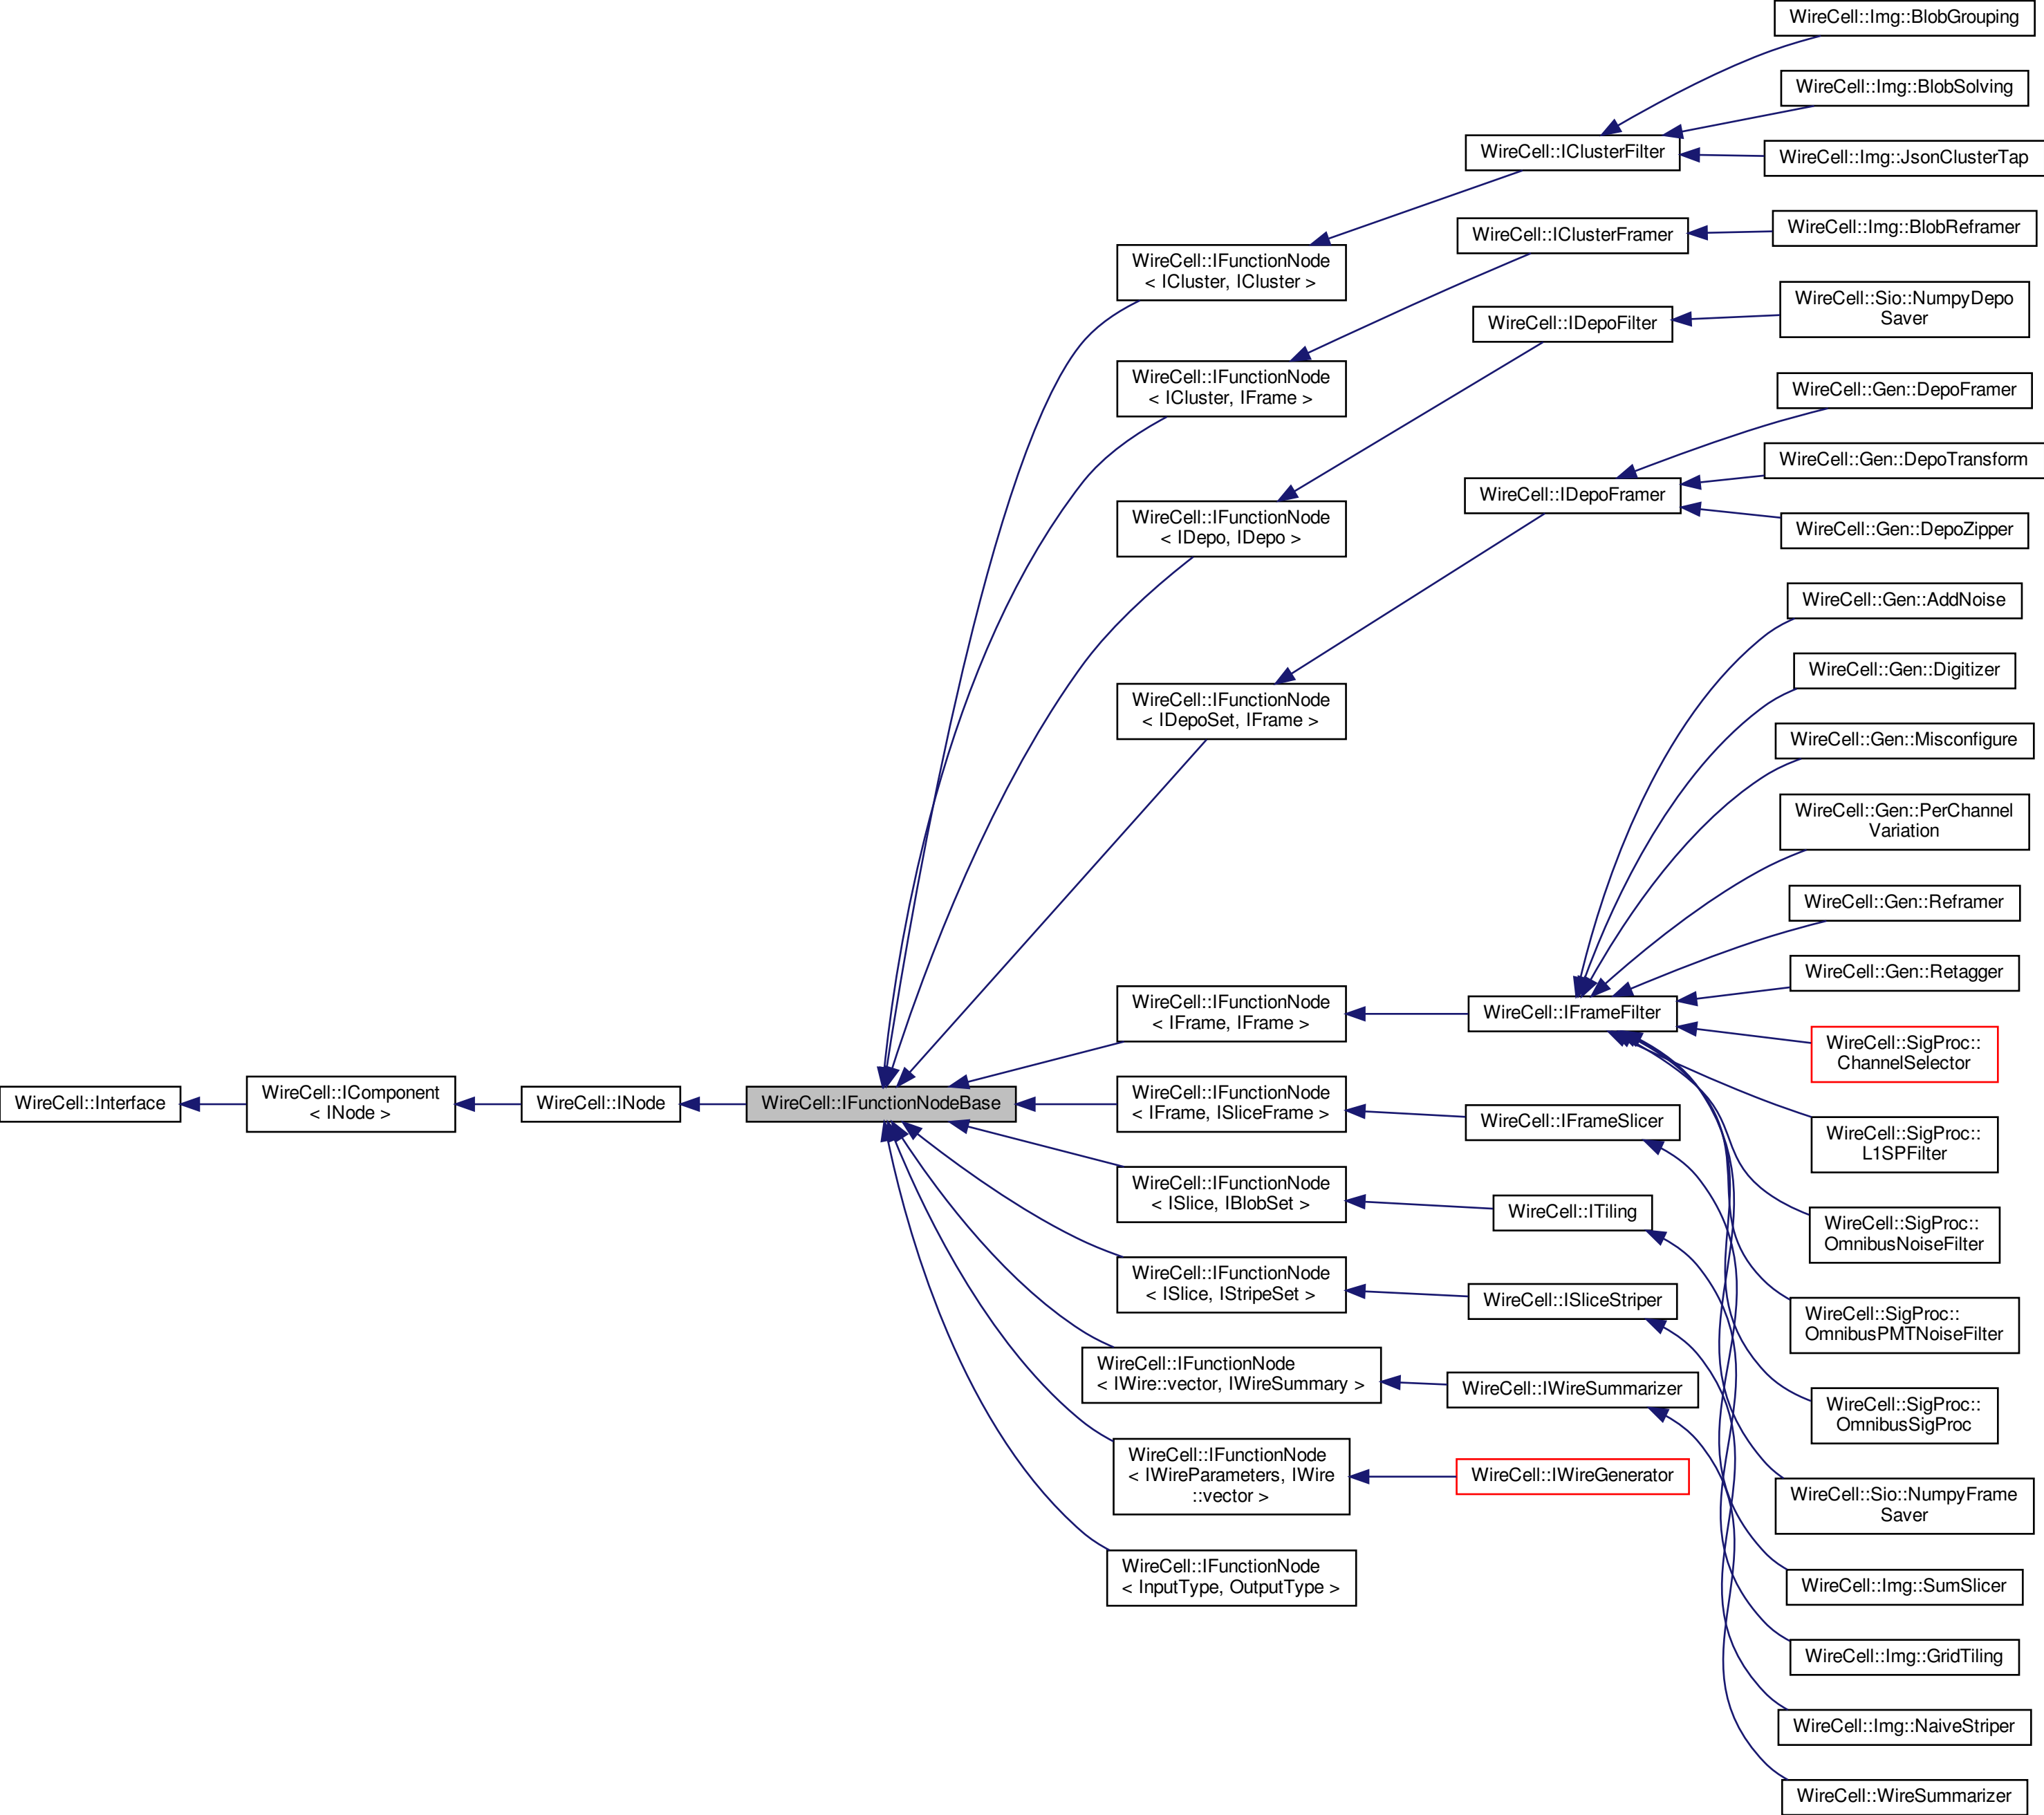 WireCell::Interface
WireCell::IComponent
< INode >
WireCell::INode
WireCell::IFunctionNodeBase
WireCell::IFunctionNode
< ICluster, ICluster >
WireCell::IFunctionNode
< ICluster, IFrame >
WireCell::IFunctionNode
< IDepo, IDepo >
WireCell::IFunctionNode
< IDepoSet, IFrame >
WireCell::IFunctionNode
< IFrame, IFrame >
WireCell::IFunctionNode
< IFrame, ISliceFrame >
WireCell::IFunctionNode
< ISlice, IBlobSet >
WireCell::IFunctionNode
< ISlice, IStripeSet >
WireCell::IFunctionNode
< IWire::vector, IWireSummary >
WireCell::IFunctionNode
< IWireParameters, IWire
::vector >
WireCell::IFunctionNode
< InputType, OutputType >
WireCell::IClusterFilter
WireCell::IClusterFramer
WireCell::IDepoFilter
WireCell::IDepoFramer
WireCell::IFrameFilter
WireCell::IFrameSlicer
WireCell::ITiling
WireCell::ISliceStriper
WireCell::IWireSummarizer
WireCell::IWireGenerator
WireCell::Img::BlobGrouping
WireCell::Img::BlobSolving
WireCell::Img::JsonClusterTap
WireCell::Img::BlobReframer
WireCell::Sio::NumpyDepo
Saver
WireCell::Gen::DepoFramer
WireCell::Gen::DepoTransform
WireCell::Gen::DepoZipper
WireCell::Gen::AddNoise
WireCell::Gen::Digitizer
WireCell::Gen::Misconfigure
WireCell::Gen::PerChannel
Variation
WireCell::Gen::Reframer
WireCell::Gen::Retagger
WireCell::SigProc::
ChannelSelector
WireCell::SigProc::
L1SPFilter
WireCell::SigProc::
OmnibusNoiseFilter
WireCell::SigProc::
OmnibusPMTNoiseFilter
WireCell::SigProc::
OmnibusSigProc
WireCell::Sio::NumpyFrame
Saver
WireCell::Img::SumSlicer
WireCell::Img::GridTiling
WireCell::Img::NaiveStriper
WireCell::WireSummarizer